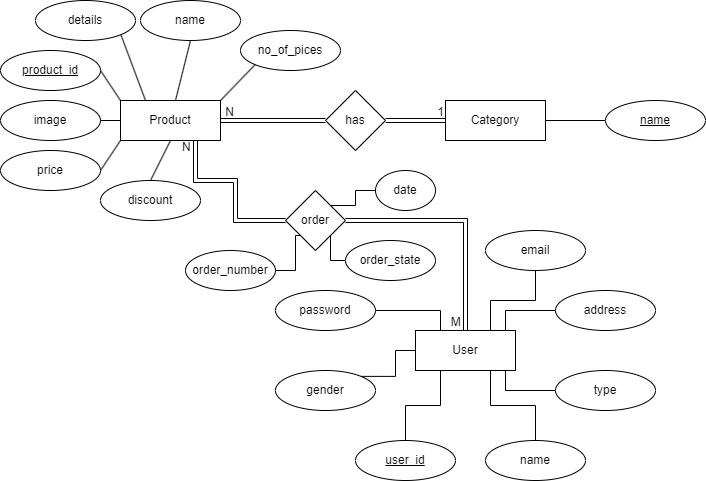 details
name
no_of_pices
product_id
image
Product
N
has
1
Category
name
price
N
discount
date
order
order_number
order_state
email
password
address
M
User
gender
type
user_id
name